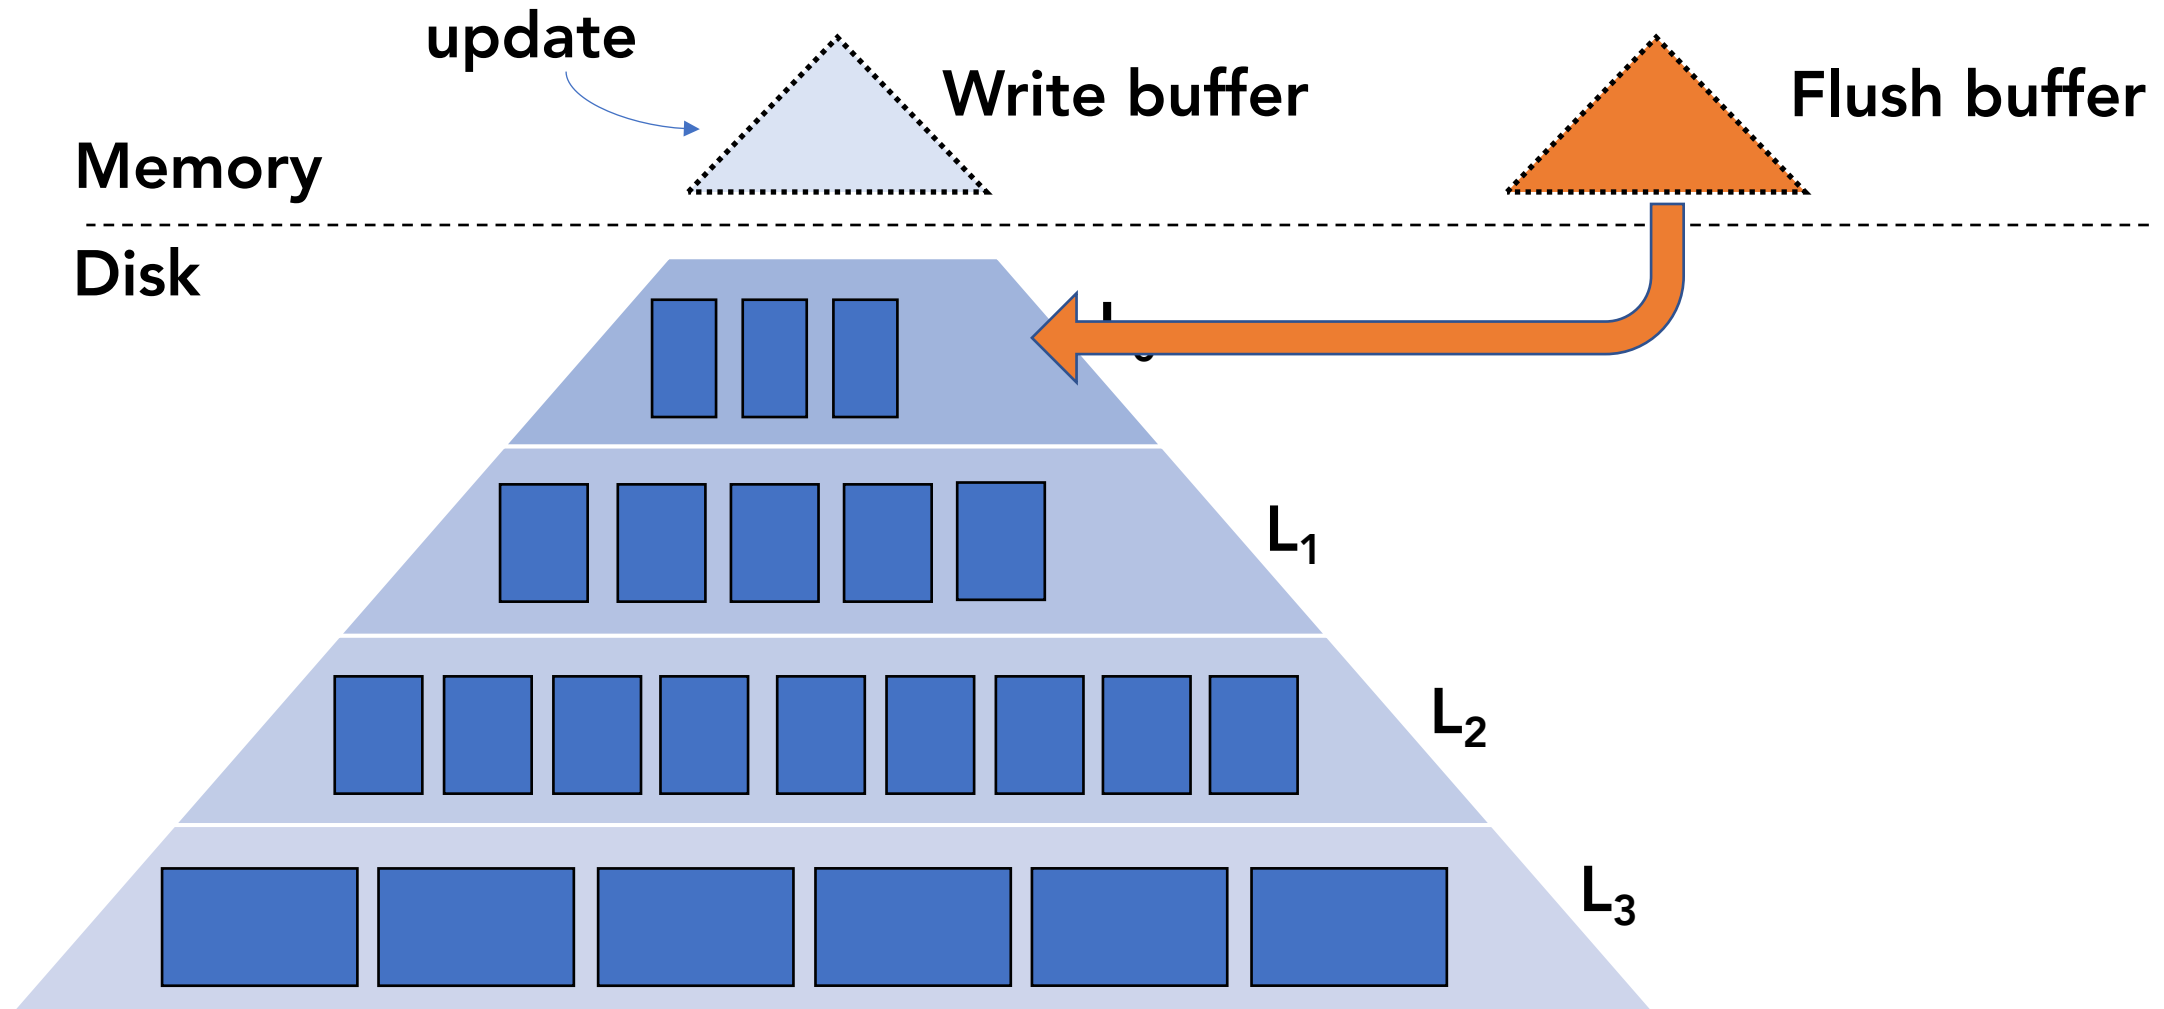 update
Write buffer
Flush buffer
Memory
Disk
L₁
L₂
L₃